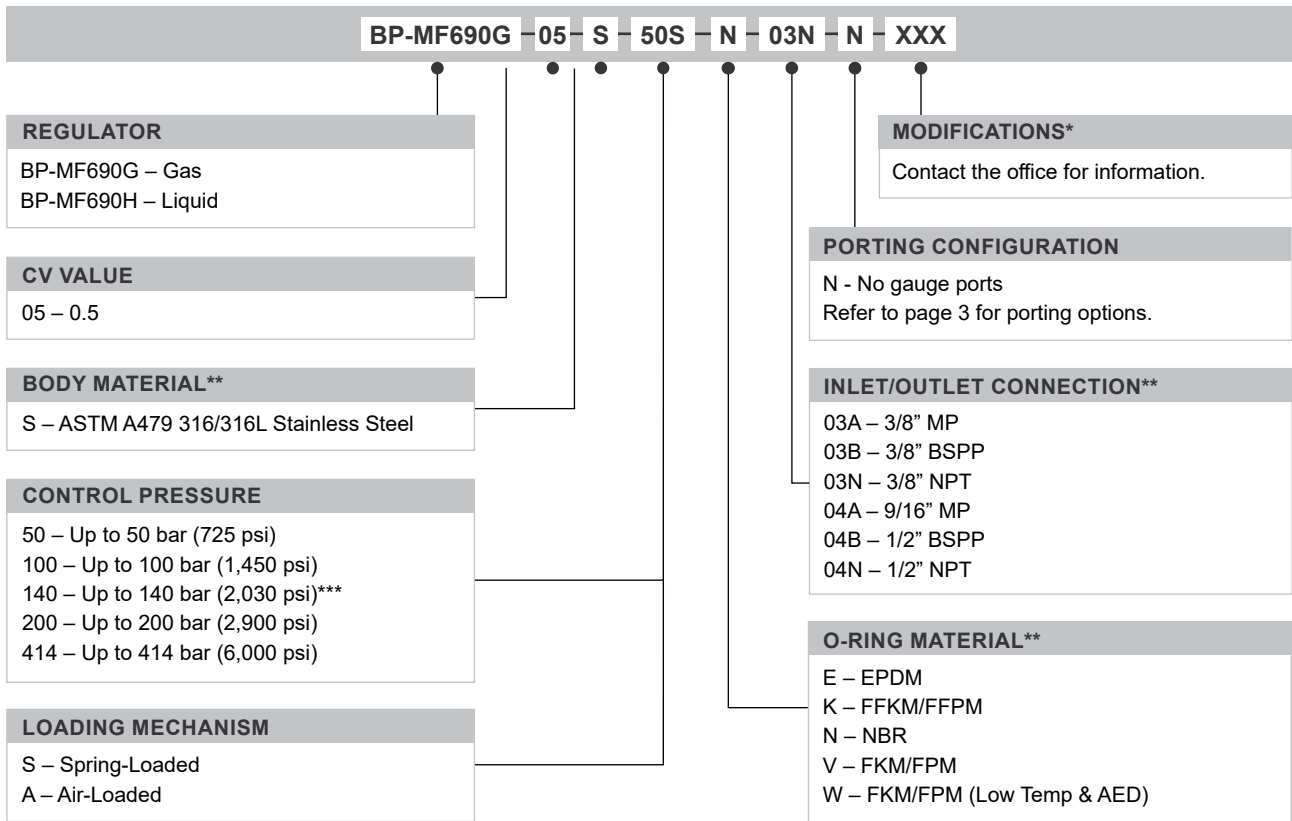 BP-MF690G 05 S 50S N 03N N XXX
REGULATOR
BP-MF690G – Gas
BP-MF690H – Liquid
CV VALUE
05 – 0.5
BODY MATERIAL**
S – ASTM A479 316/316L Stainless Steel
CONTROL PRESSURE
50 – Up to 50 bar (725 psi)
100 – Up to 100 bar (1,450 psi)
140 – Up to 140 bar (2,030 psi)***
200 – Up to 200 bar (2,900 psi)
414 – Up to 414 bar (6,000 psi)
LOADING MECHANISM
S – Spring-Loaded
A – Air-Loaded
MODIFICATIONS*
Contact the office for information.
PORTING CONFIGURATION
N - No gauge ports
Refer to page 3 for porting options.
INLET/OUTLET CONNECTION**
03A – 3/8” MP
03B – 3/8” BSPP
03N – 3/8” NPT
04A – 9/16” MP
04B – 1/2” BSPP
04N – 1/2” NPT
O-RING MATERIAL**
E – EPDM
K – FFKM/FFPM
N – NBR
V – FKM/FPM
W – FKM/FPM (Low Temp & AED)